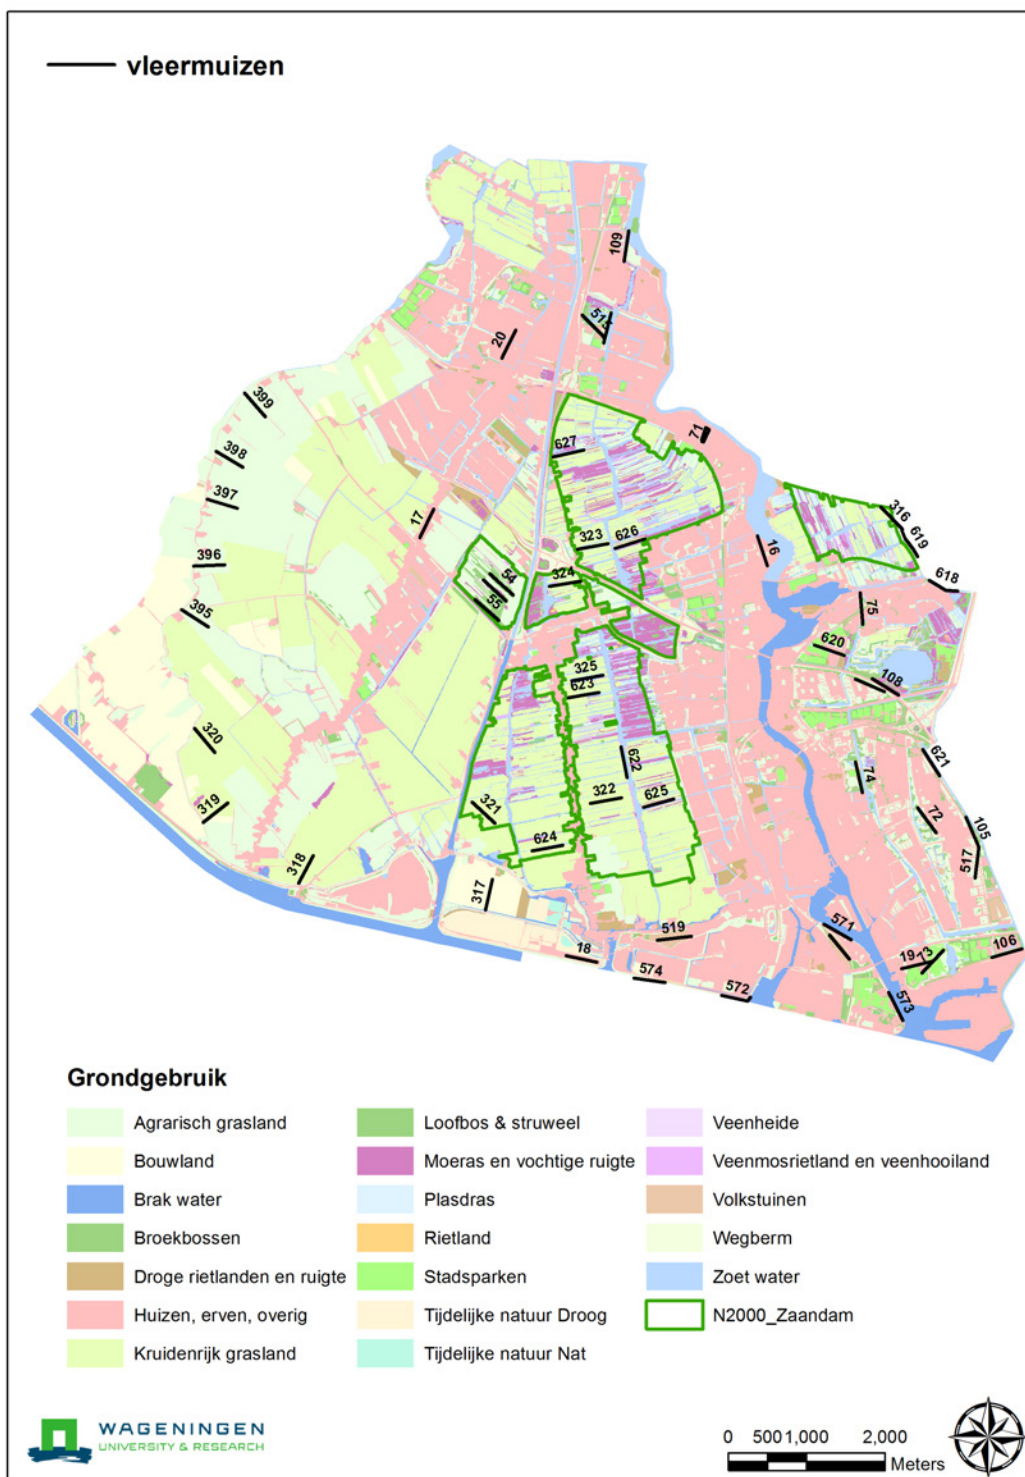 vleermuizen
109
515
20
399
71
627
398
397
17
323
626
316
619
16
396
324
54
55
618
395
75
620
325
623
108
320
622
621
74
319
322
625
321
72
105
624
517
318
317
571
519
106
19
73
18
574
572
573
Grondgebruik
Agrarisch grasland
Bouwland
Brak water
Broekbossen
Droge rietlanden en ruigte
Huizen, erven, overig
Kruidenrijk grasland
Loofbos & struweel
Moeras en vochtige ruigte
Plasdras
Rietland
Stadsparken
Tijdelijke natuur Droog
Tijdelijke natuur Nat
Veenheide
Veenmosrietland en veenhooiland
Volkstuinen
Wegberm
Zoet water
N2000_Zaandam
WAGENINGEN
UNIVERSITY & RESEARCH
0 500 1,000 2,000
Meters